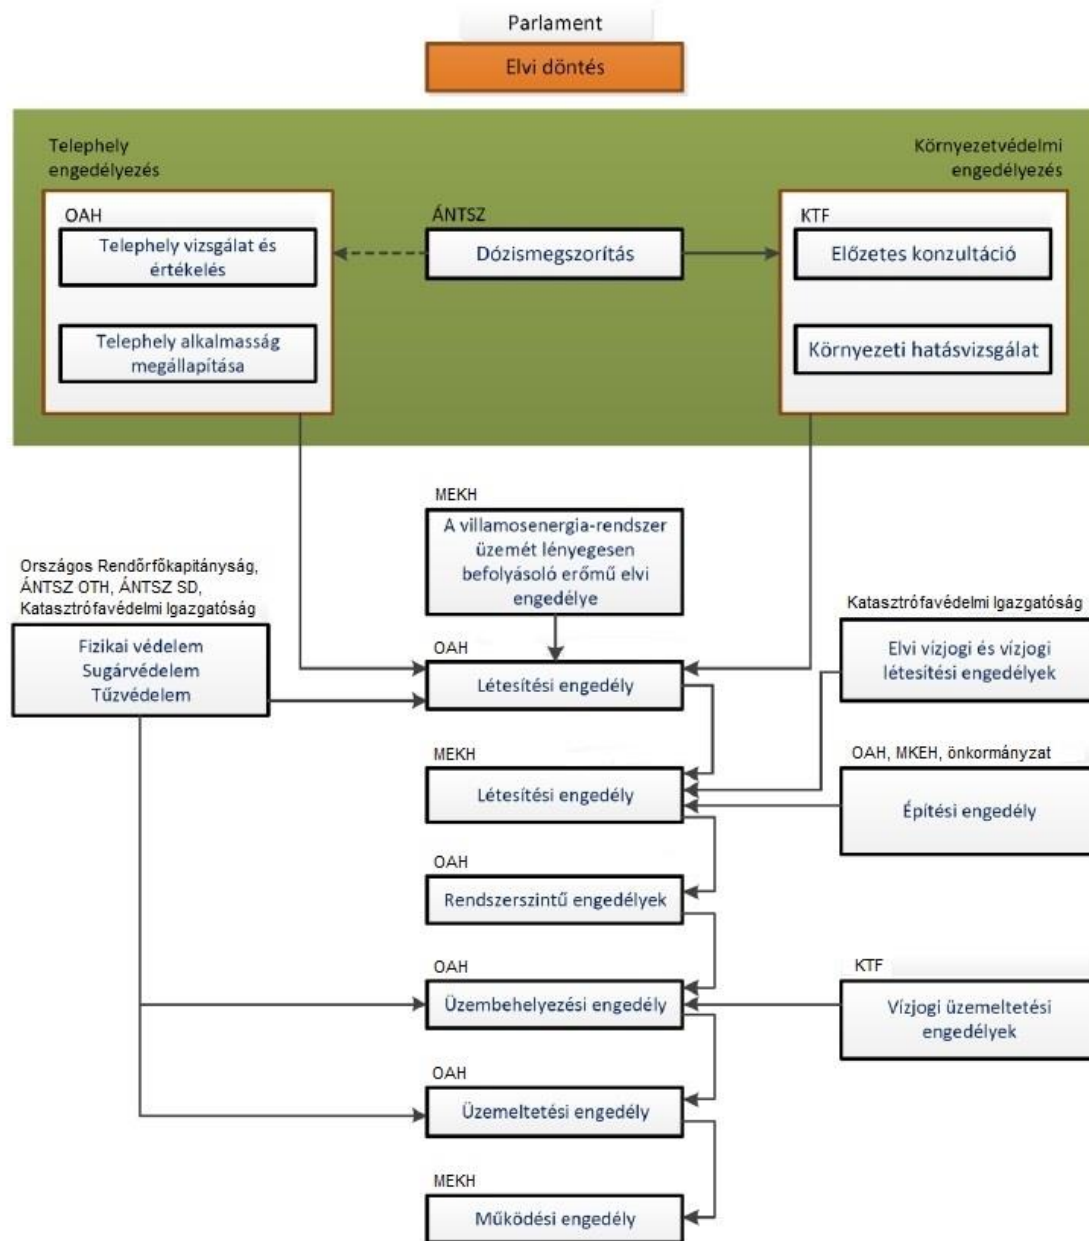 Parlament
Elvi döntés
Telephely
engedélyezés
Környezetvédelmi
engedélyezés
OAH
Telephely vizsgálat és
értékelés
Telephely alkalmasság
megállapítása
ÁNTSZ
Dózismegszorítás
KTF
Előzetes konzultáció
Környezeti hatásvizsgálat
MEKH
A villamosenergia-rendszer
üzemét lényegesen
befolyásoló erőmű elvi
engedélye
Országos Rendőrfőkapitányság,
ÁNTSZ OTH, ÁNTSZ SD,
Katasztrófavédelmi Igazgatóság
Fizikai védelem
Sugárvédelem
Tűzvédelem
OAH
Létesítési engedély
Katasztrófavédelmi Igazgatóság
Elvi vízjogi és vízjogi
létesítési engedélyek
MEKH
Létesítési engedély
OAH, MKEH, önkormányzat
Építési engedély
OAH
Rendszerszintű engedélyek
OAH
Üzembehelyezési engedély
KTF
Vízjogi üzemeltetési
engedélyek
OAH
Üzemeltetési engedély
MEKH
Működési engedély